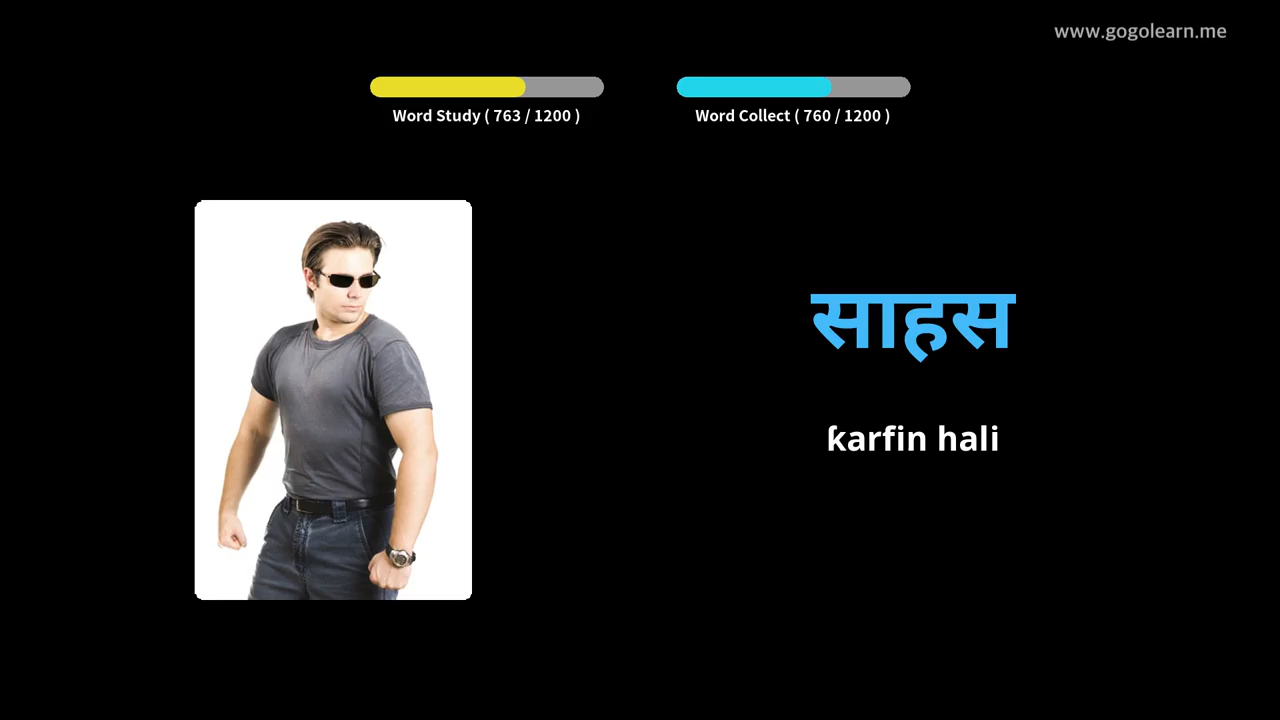 www.gogolearn.me
Word Study ( 763 / 1200 )
Word Collect ( 760 / 1200 )
साहस
ƙarfin hali